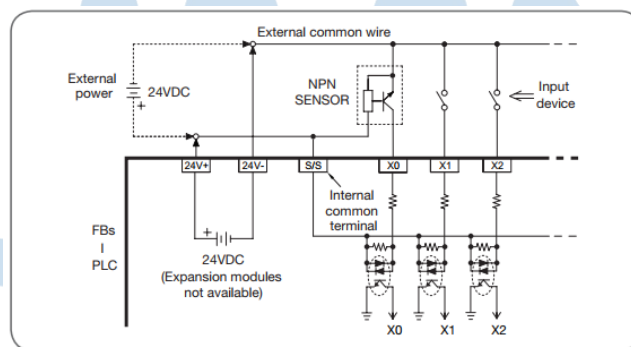 External common wire
External
power
24VDC
+
NPN
SENSOR
Input
device
24V+
24V-
S/S
X0
X1
X2
Internal
common
terminal
FBs
I
PLC
+
24VDC
(Expansion modules
not available)
X0
X1
X2